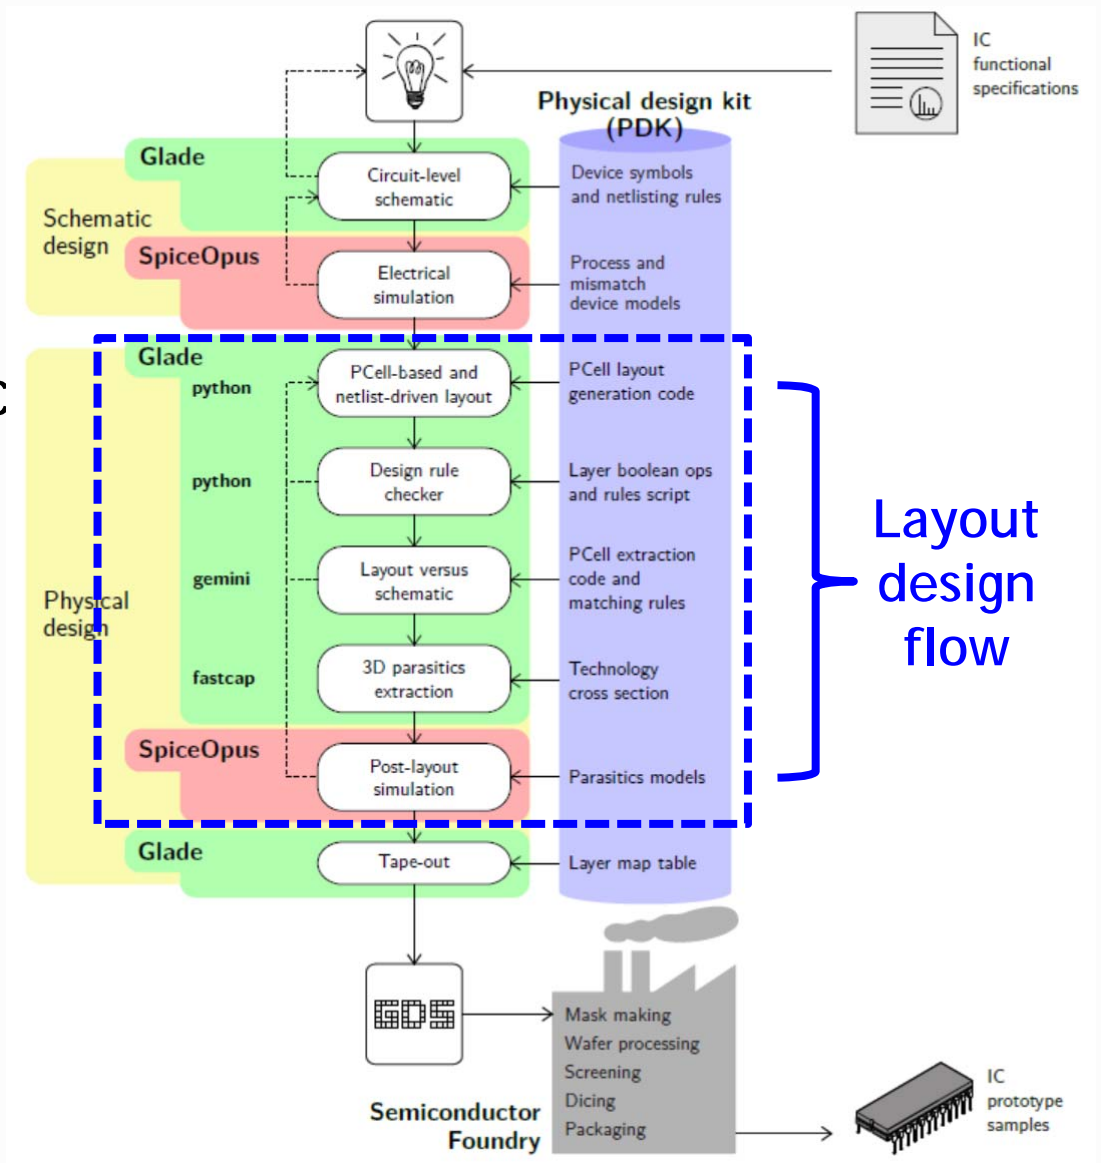 IC
functional
specifications
Physical design kit
(PDK)
Glade
Circuit-level
schematic
Device symbols
and netlisting rules
Schematic
design
SpiceOpus
Electrical
simulation
Process and
mismatch
device models
Glade
python
PCell-based and
netlist-driven layout
PCell layout
generation code
c
python
Design rule
checker
Layer boolean ops
and rules script
gemini
Layout versus
schematic
PCell extraction
code and
matching rules
Layout
design
flow
Physical
design
fastcap
3D parasitics
extraction
Technology
cross section
SpiceOpus
Post-layout
simulation
Parasitics models
Glade
Tape-out
Layer map table
GDS
Mask making
Wafer processing
Screening
Dicing
Packaging
Semiconductor
Foundry
IC
prototype
samples